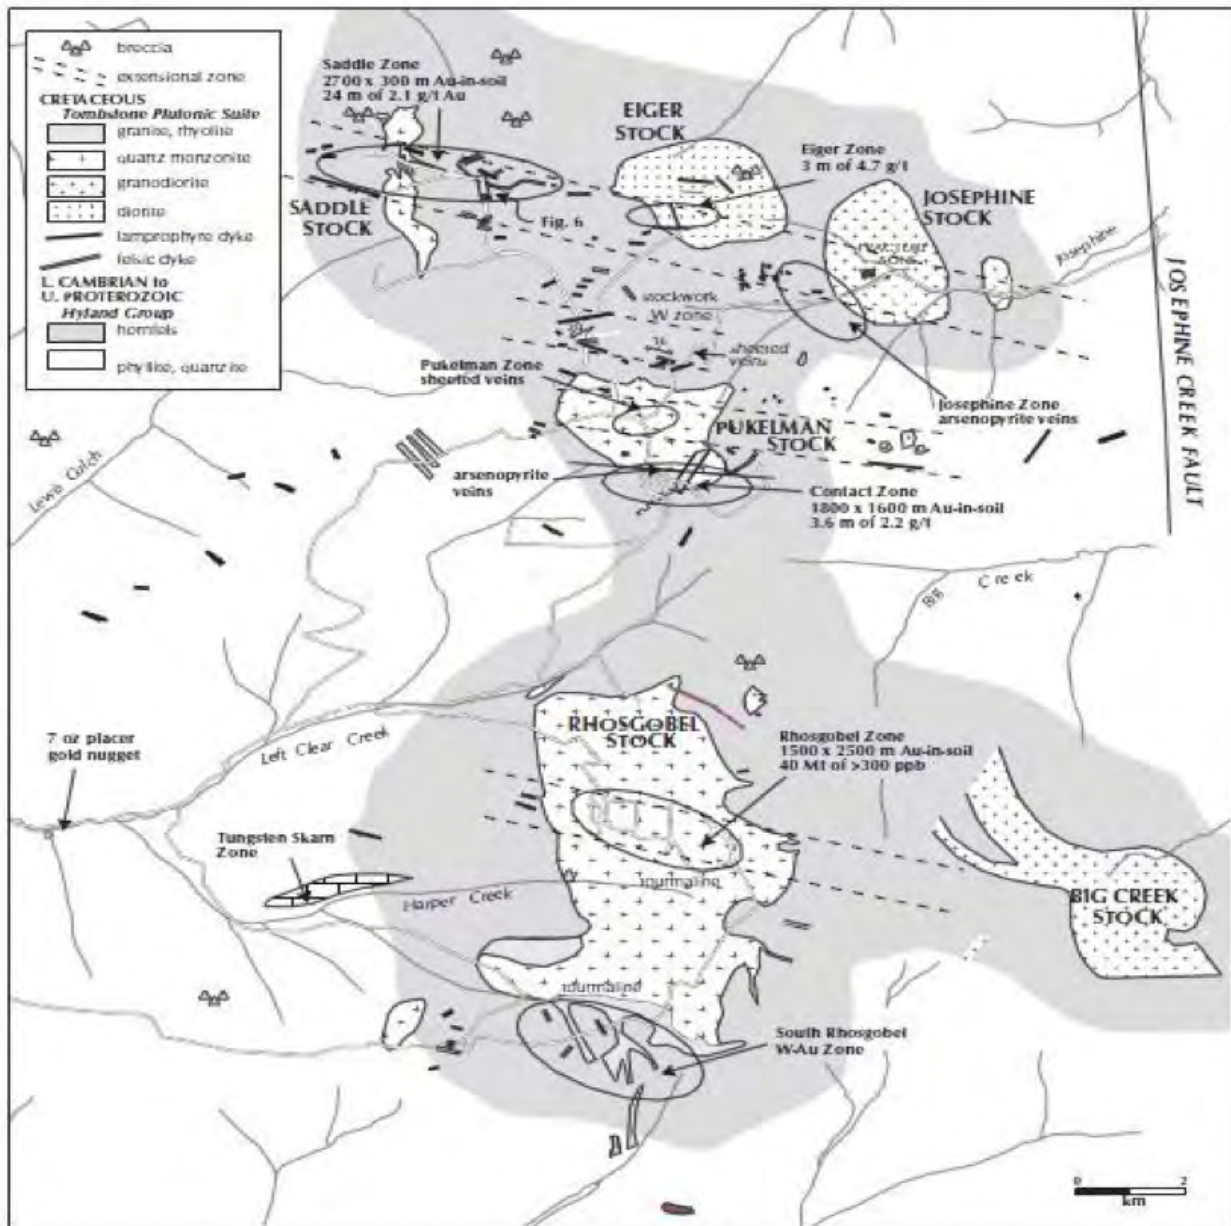 breccia
extensional zone
CRETACEOUS
Tombstone Plutonic Suite
granite, rhyolite
quartz monzonite
granodiorite
diorite
lamprophyre dyke
felsic dyke
L. CAMBRIAN to
U. PROTEROZOIC
Hyland Group
hornfels
phyllite, quartzite
Saddle Zone
2700 x 300 m Au-in-soil
24 m of 2.1 g/t Au
EIGER
STOCK
Eiger Zone
3 m of 4.7 g/t
JOSEPHINE
STOCK
SADDLE
STOCK
Fig. 6
Josephine
JOSEPHINE CREEK FAULT
stockwork
W zone
sheeted
veins
Pukelman Zone
sheeted veins
PUKELMAN
STOCK
Josephine Zone
arsenopyrite veins
arsenopyrite
veins
Contact Zone
1800 x 1600 m Au-in-soil
3.6 m of 2.2 g/t
Lewis Gulch
Big Creek
RHOSGOBEL
STOCK
7 oz placer
gold nugget
Left Clear Creek
Rhosgobel Zone
1500 x 2500 m Au-in-soil
40 Mt of >300 ppb
Tungsten Skarn
Zone
Harper Creek
tourmaline
BIG CREEK
STOCK
tourmaline
South Rhosgobel
W-Au Zone
0 2
km